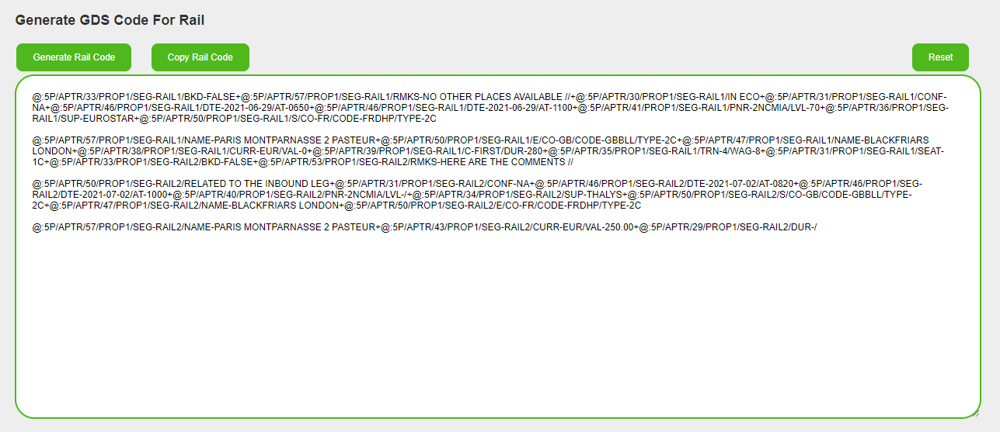 Generate GDS Code For Rail
Generate Rail Code
Copy Rail Code
Reset
@:5P/APTR/33/PROP1/SEG-RAIL1/BKD-FALSE+@:5P/APTR/57/PROP1/SEG-RAIL1/RMKS-NO OTHER PLACES AVAILABLE //+@:5P/APTR/30/PROP1/SEG-RAIL1/IN ECO+@:5P/APTR/31/PROP1/SEG-RAIL1/CONF-
NA+@:5P/APTR/46/PROP1/SEG-RAIL1/DTE-2021-06-29/AT-0650+@:5P/APTR/46/PROP1/SEG-RAIL1/DTE-2021-06-29/AT-1100+@:5P/APTR/41/PROP1/SEG-RAIL1/PNR-2NCMIA/LVL-70+@:5P/APTR/36/PROP1/SEG-
RAIL1/SUP-EUROSTAR+@:5P/APTR/50/PROP1/SEG-RAIL1/S/CO-FR/CODE-FRDHP/TYPE-2C
@:5P/APTR/57/PROP1/SEG-RAIL1/NAME-PARIS MONTPARNASSE 2 PASTEUR+@:5P/APTR/50/PROP1/SEG-RAIL1/E/CO-GB/CODE-GBBLL/TYPE-2C+@:5P/APTR/47/PROP1/SEG-RAIL1/NAME-BLACKFRIARS
LONDON+@:5P/APTR/38/PROP1/SEG-RAIL1/CURR-EUR/VAL-0+@:5P/APTR/39/PROP1/SEG-RAIL1/C-FIRST/DUR-280+@:5P/APTR/35/PROP1/SEG-RAIL1/TRN-4/WAG-8+@:5P/APTR/31/PROP1/SEG-RAIL1/SEAT-
1C+@:5P/APTR/33/PROP1/SEG-RAIL2/BKD-FALSE+@:5P/APTR/53/PROP1/SEG-RAIL2/RMKS-HERE ARE THE COMMENTS //
@:5P/APTR/50/PROP1/SEG-RAIL2/RELATED TO THE INBOUND LEG+@:5P/APTR/31/PROP1/SEG-RAIL2/CONF-NA+@:5P/APTR/46/PROP1/SEG-RAIL2/DTE-2021-07-02/AT-0820+@:5P/APTR/46/PROP1/SEG-
RAIL2/DTE-2021-07-02/AT-1000+@:5P/APTR/40/PROP1/SEG-RAIL2/PNR-2NCMIA/LVL-/+@:5P/APTR/34/PROP1/SEG-RAIL2/SUP-THALYS+@:5P/APTR/50/PROP1/SEG-RAIL2/S/CO-GB/CODE-GBBLL/TYPE-
2C+@:5P/APTR/47/PROP1/SEG-RAIL2/NAME-BLACKFRIARS LONDON+@:5P/APTR/50/PROP1/SEG-RAIL2/E/CO-FR/CODE-FRDHP/TYPE-2C
@:5P/APTR/57/PROP1/SEG-RAIL2/NAME-PARIS MONTPARNASSE 2 PASTEUR+@:5P/APTR/43/PROP1/SEG-RAIL2/CURR-EUR/VAL-250.00+@:5P/APTR/29/PROP1/SEG-RAIL2/DUR-/